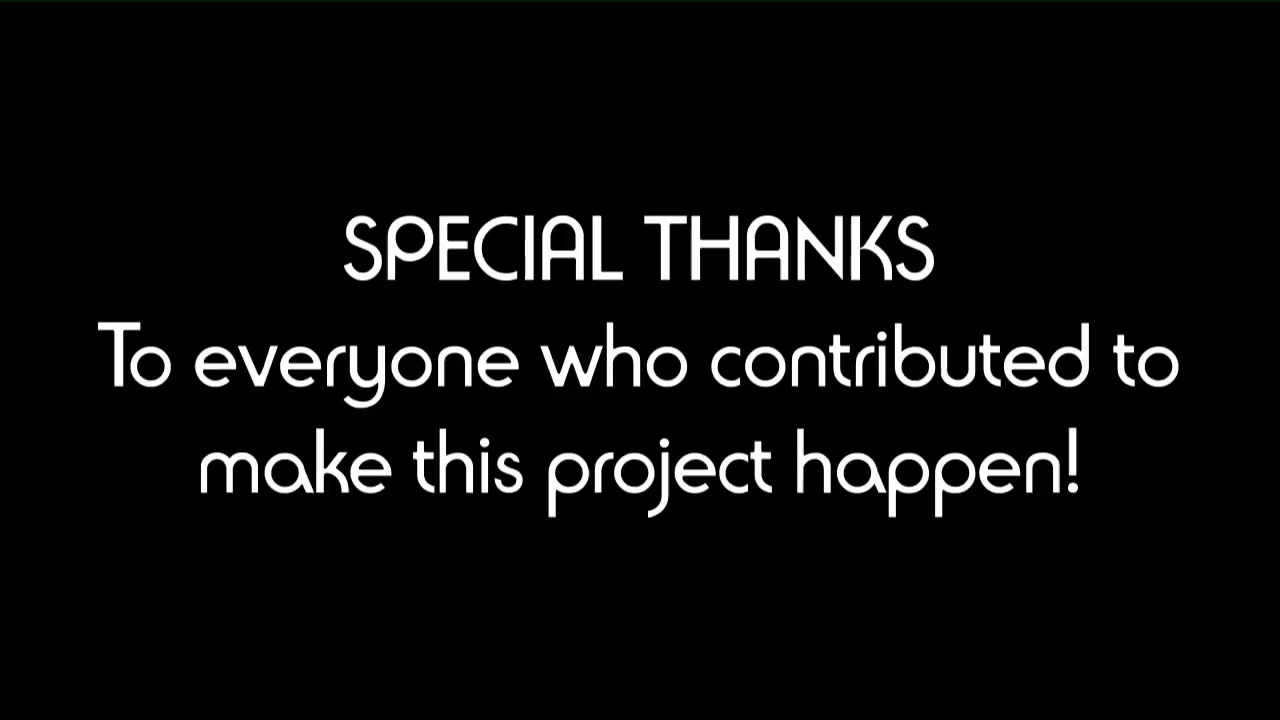 SPECIAL THANKS
To everyone who contributed to
make this project happen!